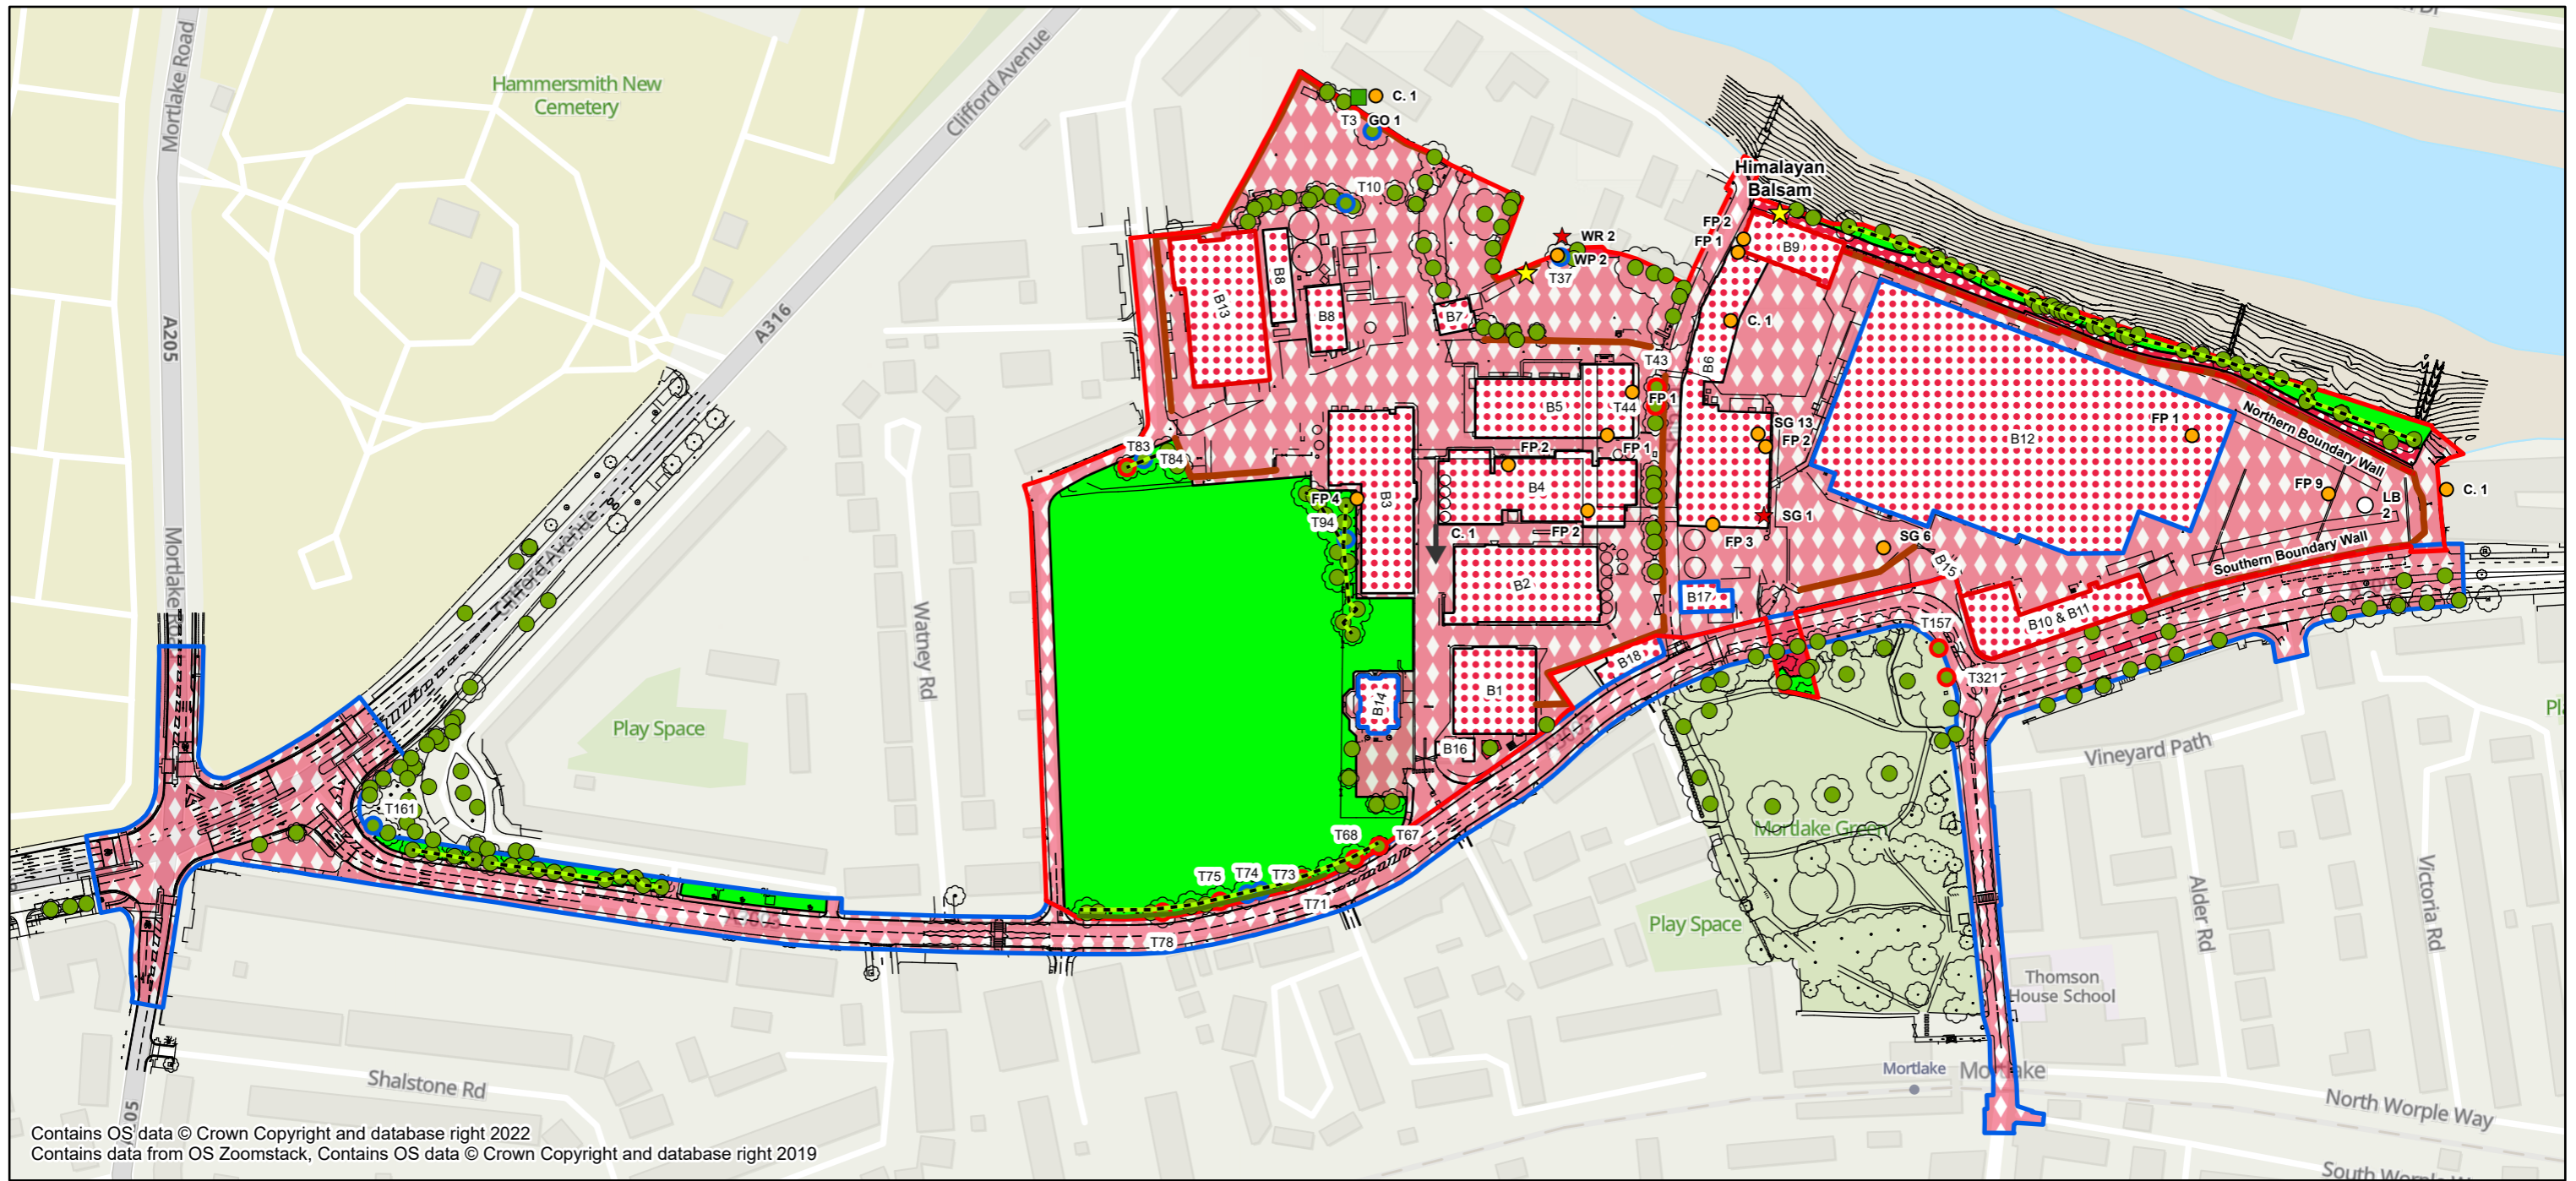 Mortlake Road
Hammersmith New
Cemetery
Clifford Avenue
C. 1
T3
GO 1
T10
Himalayan
Balsam
WR 2
WP 2
T37
FP 2
FP 1
B9
B13
B8
B8
B7
C. 1
B6
A205
A316
T43
B5
T44
FP 1
FP 1
B12
SG 13
FP 2
Northern Boundary Wall
T83
T84
FP 2
FP 1
B4
B3
FP 4
T94
FP 9
LB
2
C. 1
SG 1
C. 1
FP 2
FP 3
SG 6
Southern Boundary Wall
B15
Mortlake Rd
Clifford Avenue
B2
B17
B10 & B11
Watney Rd
T157
T321
B18
B1
B14
B16
Play Space
Vineyard Path
T161
Mortlake Green
T68
T67
T75
T74
T73
T71
T78
A3003
Play Space
Alder Rd
Victoria Rd
Thomson
House School
Mortlake
Mortlake
Shalstone Rd
North Worple Way
Contains OS data © Crown Copyright and database right 2022
Contains data from OS Zoomstack, Contains OS data © Crown Copyright and database right 2019